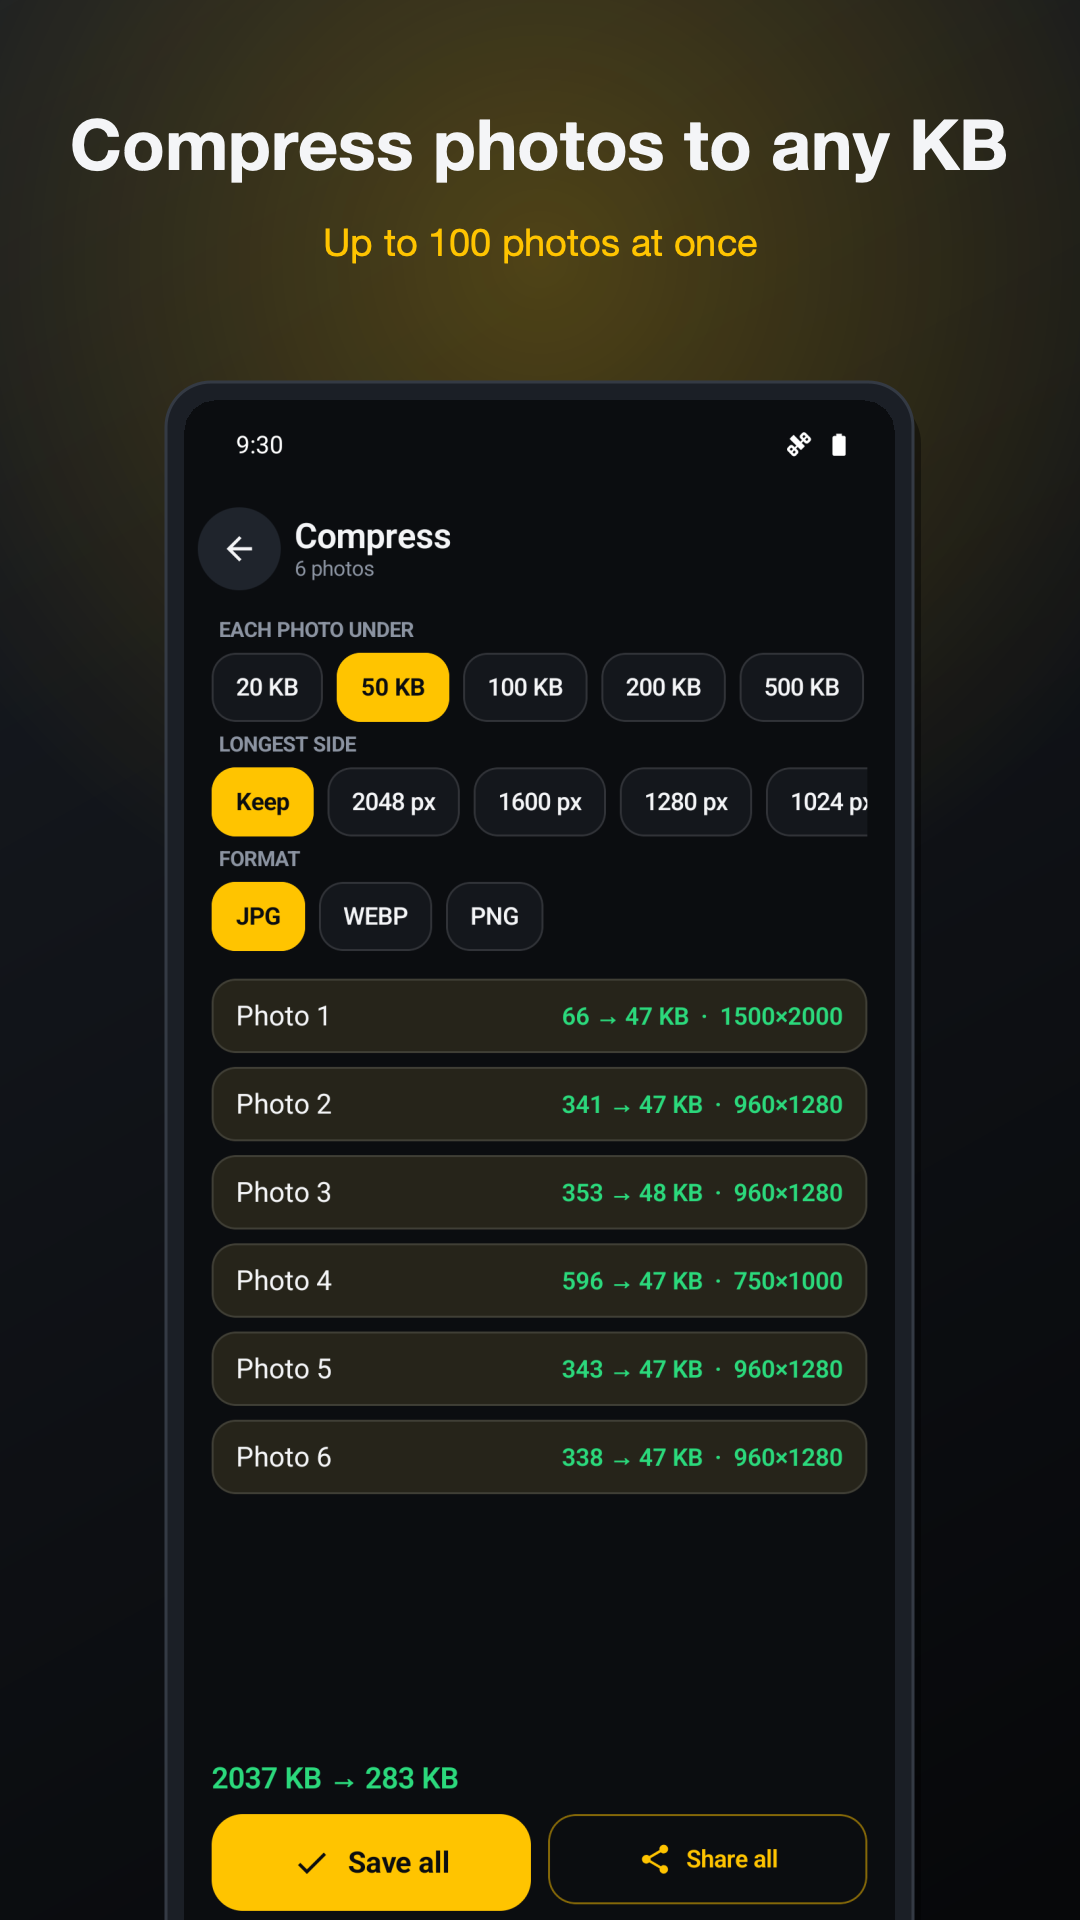 Compress photos to any KB
Up to 100 photos at once
9:30
Compress
6 photos
EACH PHOTO UNDER
20 KB 50 KB 100 KB 200 KB 500 KB
LONGEST SIDE
Keep 2048 px 1600 px 1280 px 1024 px
FORMAT
JPG WEBP PNG
Photo 1 66 → 47 KB · 1500×2000
Photo 2 341 → 47 KB · 960×1280
Photo 3 353 → 48 KB · 960×1280
Photo 4 596 → 47 KB · 750×1000
Photo 5 343 → 47 KB · 960×1280
Photo 6 338 → 47 KB · 960×1280
2037 KB → 283 KB
Save all Share all